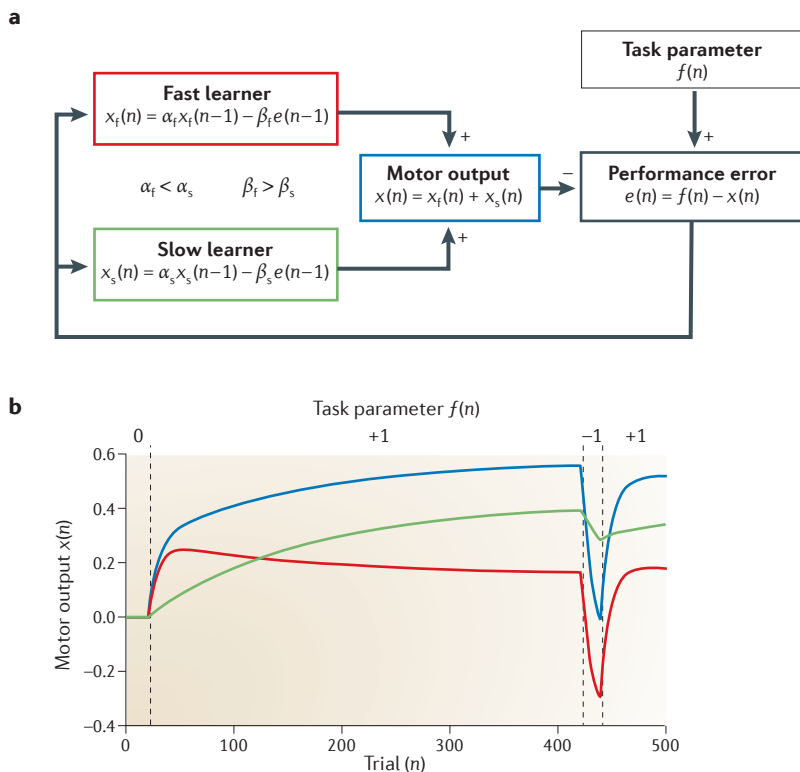 a
Task parameter
f(n)
Fast learner
x_f(n) = α_f x_f(n−1) − β_f e(n−1)
+
+
α_f < α_s β_f > β_s
Motor output
x(n) = x_f(n) + x_s(n)
−
Performance error
e(n) = f(n) − x(n)
Slow learner
x_s(n) = α_s x_s(n−1) − β_s e(n−1)
+
b
Task parameter f(n)
0 +1 −1 +1
Motor output x(n)
0.6
0.4
0.2
0.0
−0.2
−0.4
0 100 200 300 400 500
Trial (n)